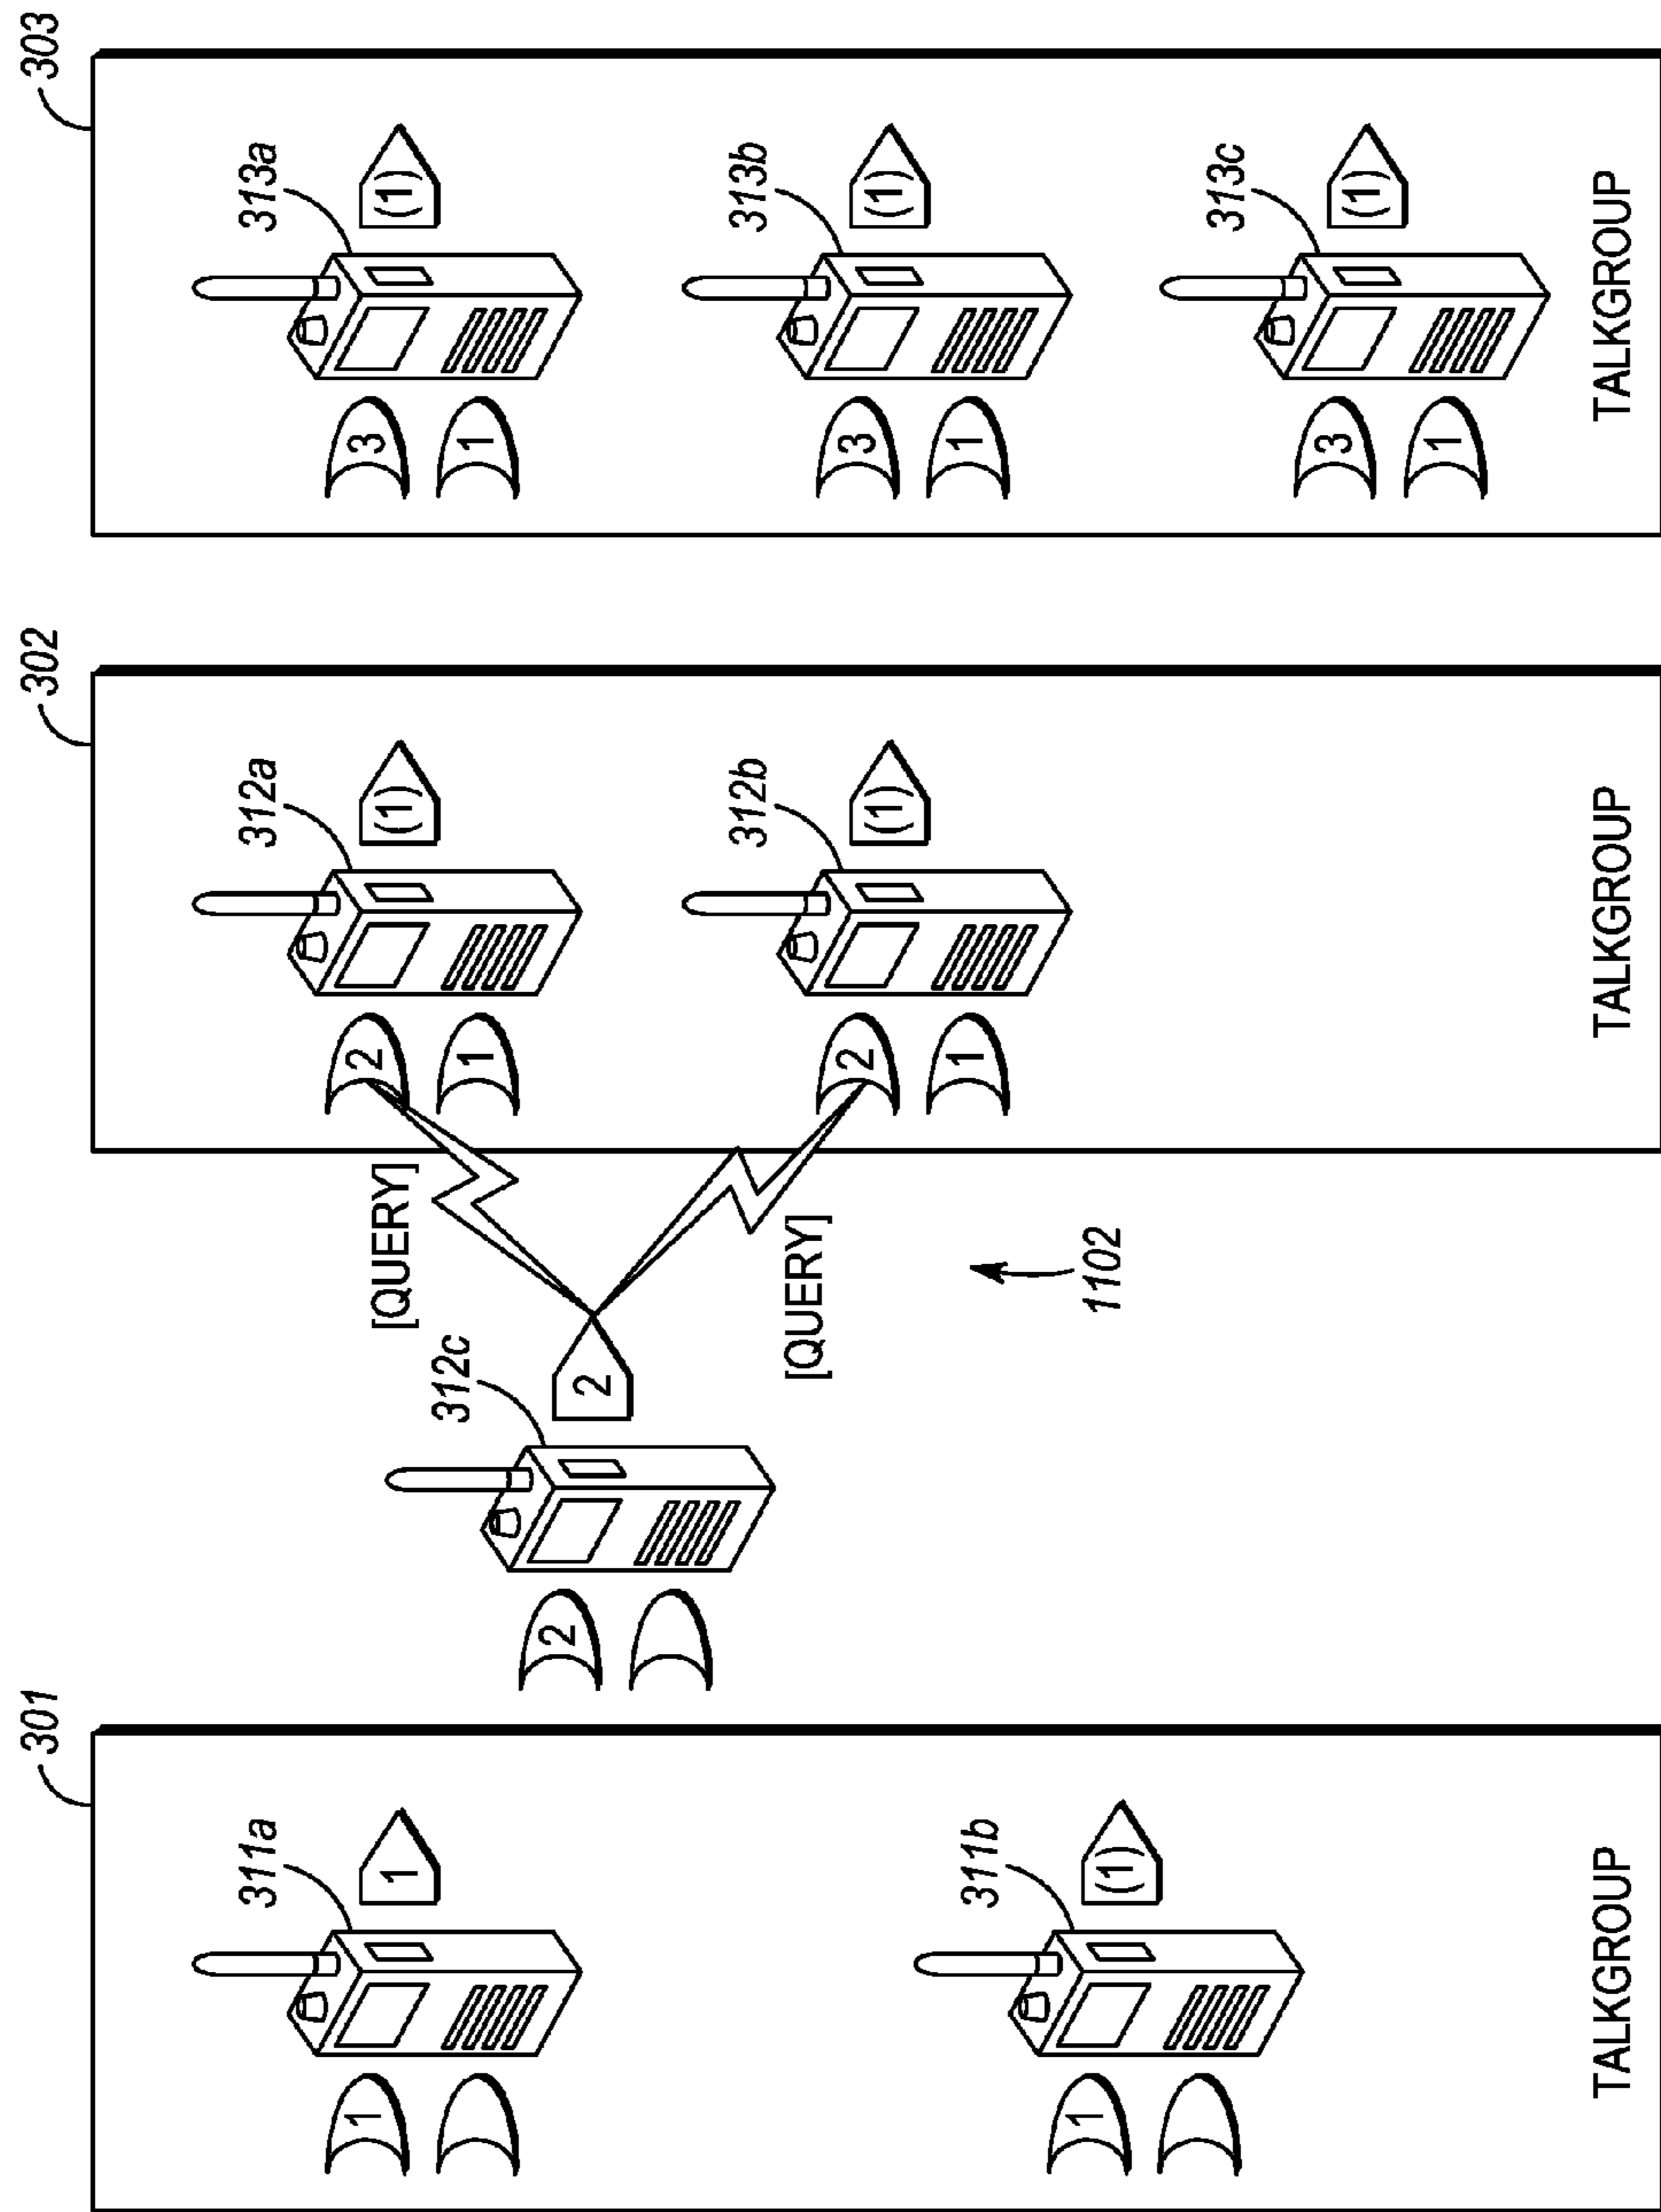 301
311a
1
1
311b
(1)
1
TALKGROUP
312c
2
2
[QUERY]
[QUERY]
1102
302
312a
(1)
2
1
312b
(1)
2
1
TALKGROUP
303
313a
(1)
3
1
313b
(1)
3
1
313c
(1)
3
1
TALKGROUP